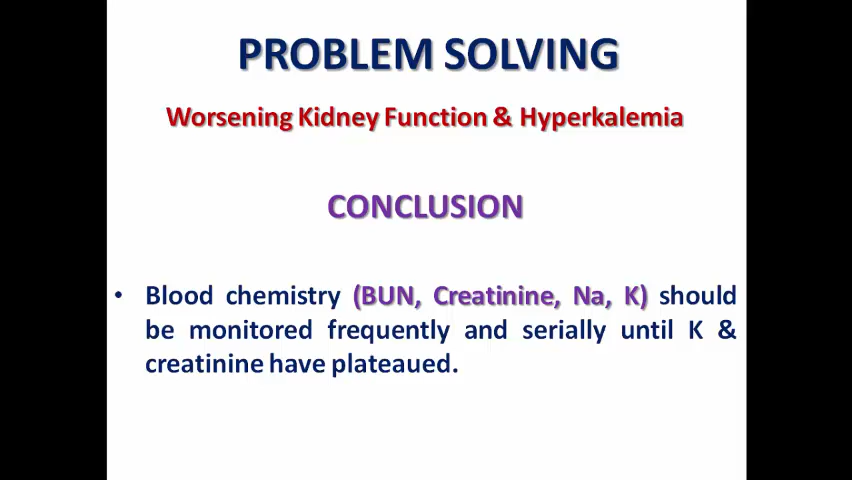 PROBLEM SOLVING
Worsening Kidney Function & Hyperkalemia
CONCLUSION
• Blood chemistry (BUN, Creatinine, Na, K) should
be monitored frequently and serially until K &
creatinine have plateaued.